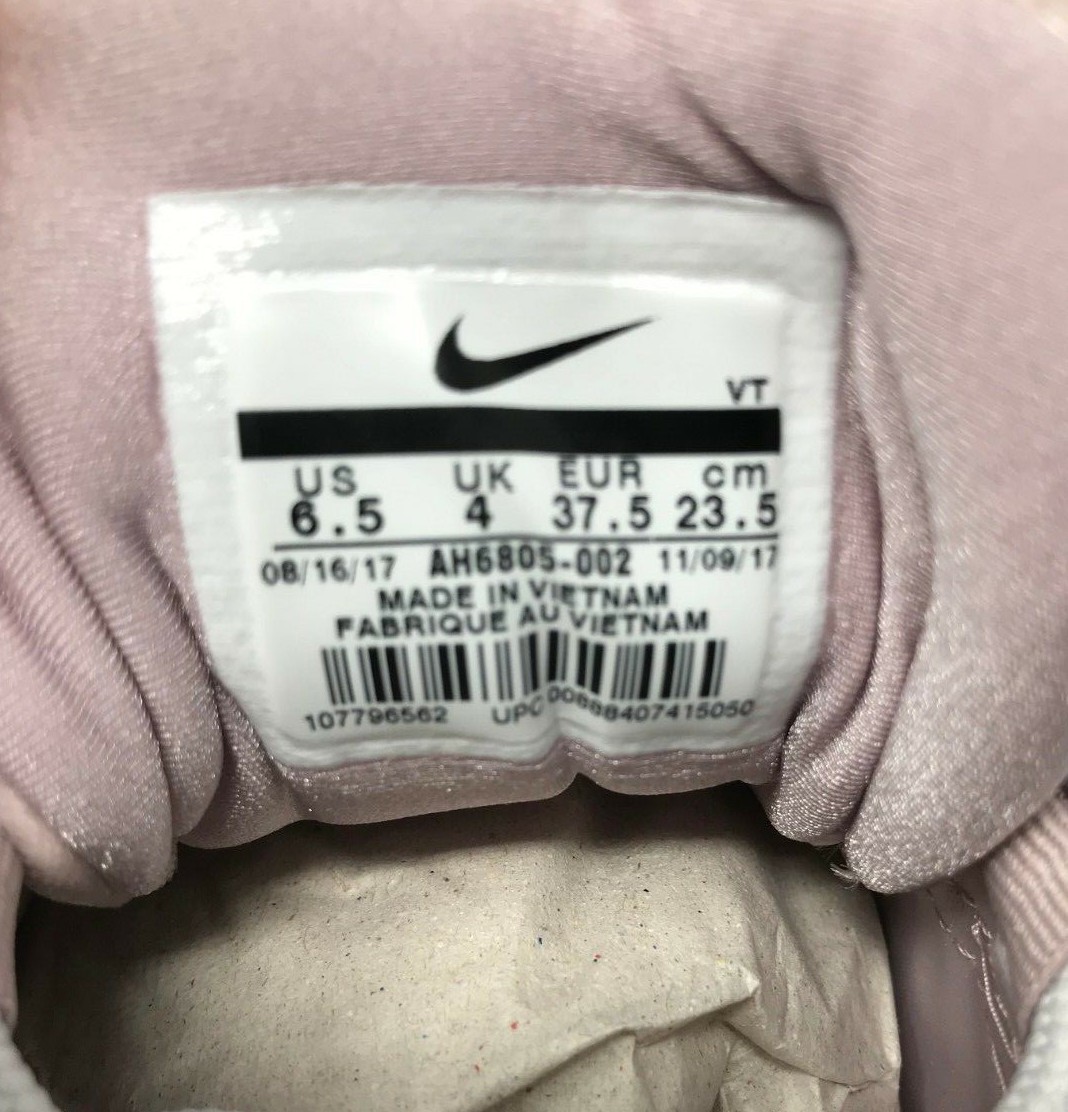 VT
US UK EUR cm
6.5 4 37.5 23.5
08/16/17 AH6805-002 11/09/17
MADE IN VIETNAM
FABRIQUE AU VIETNAM
107796562 UPC 00888407415050